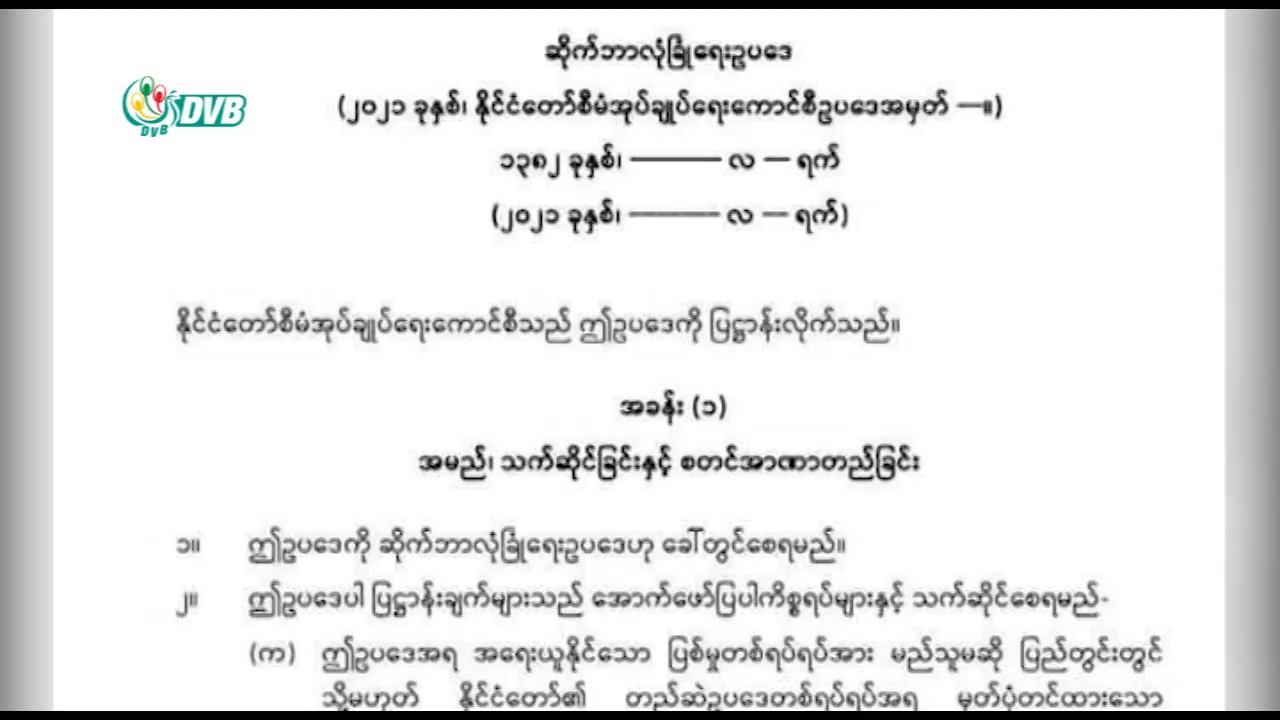 ဆိုက်ဘာလုံခြုံရေးဥပဒေ
DVB
DVB
(၂၀၂၁ ခုနှစ်၊ နိုင်ငံတော်စီမံအုပ်ချုပ်ရေးကောင်စီဥပဒေအမှတ် —။)
၁၃၈၂ ခုနှစ်၊ ———— လ — ရက်
(၂၀၂၁ ခုနှစ်၊ ———— လ — ရက်)
နိုင်ငံတော်စီမံအုပ်ချုပ်ရေးကောင်စီသည် ဤဥပဒေကို ပြဋ္ဌာန်းလိုက်သည်။
အခန်း (၁)
အမည်၊ သက်ဆိုင်ခြင်းနှင့် စတင်အာဏာတည်ခြင်း
၁။ ဤဥပဒေကို ဆိုက်ဘာလုံခြုံရေးဥပဒေဟု ခေါ်တွင်စေရမည်။
၂။ ဤဥပဒေပါ ပြဋ္ဌာန်းချက်များသည် အောက်ဖော်ပြပါကိစ္စရပ်များနှင့် သက်ဆိုင်စေရမည်-
(က) ဤဥပဒေအရ အရေးယူနိုင်သော ပြစ်မှုတစ်ရပ်ရပ်အား မည်သူမဆို ပြည်တွင်းတွင်
သို့မဟုတ် နိုင်ငံတော်၏ တည်ဆဲဥပဒေတစ်ရပ်ရပ်အရ မှတ်ပုံတင်ထားသော